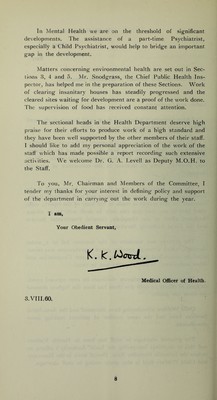 In Mental Health we are on the threshold of significant
developments. The assistance of a part-time Psychiatrist,
especially a Child Psychiatrist, would help to bridge an important
gap in the development.
Matters concerning environmental health are set out in Sec-
tions 3, 4 and 5. Mr. Snodgrass, the Chief Public Health Ins-
pector, has helped me in the preparation of these Sections. Work
of clearing insanitary houses has steadily progressed and the
cleared sites waiting for development are a proof of the work done.
The supervision of food has received constant attention.
The sectional heads in the Health Department deserve high
praise for their efforts to produce work of a high standard and
they have been well supported by the other members of their staff.
I should like to add my personal appreciation of the work of the
staff which has made possible a report recording such extensive
activities. We welcome Dr. G. A. Levell as Deputy M.O.H. to
the Staff.
To you, Mr. Chairman and Members of the Committee, I
tender my thanks for your interest in defining policy and support
of the department in carrying out the work during the year.
I am,
Your Obedient Servant,
K. K. Wood.
Medical Officer of Health.
3.VIII.60.
8